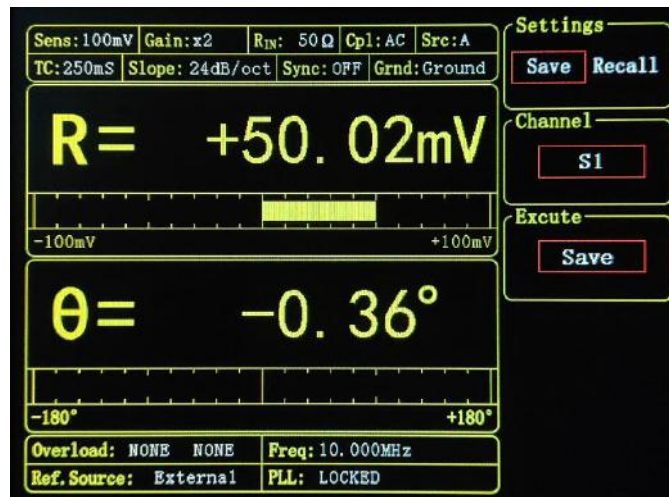 Sens:100mV Gain:x2 RIN: 50Ω Cpl:AC Src:A
TC:250mS Slope: 24dB/oct Sync:OFF Grnd:Ground
R= +50.02mV
-100mV +100mV
θ= -0.36°
-180° +180°
Overload: NONE NONE Freq:10.000MHz
Ref.Source: External PLL: LOCKED
Settings
Save Recall
Channel
S1
Excute
Save